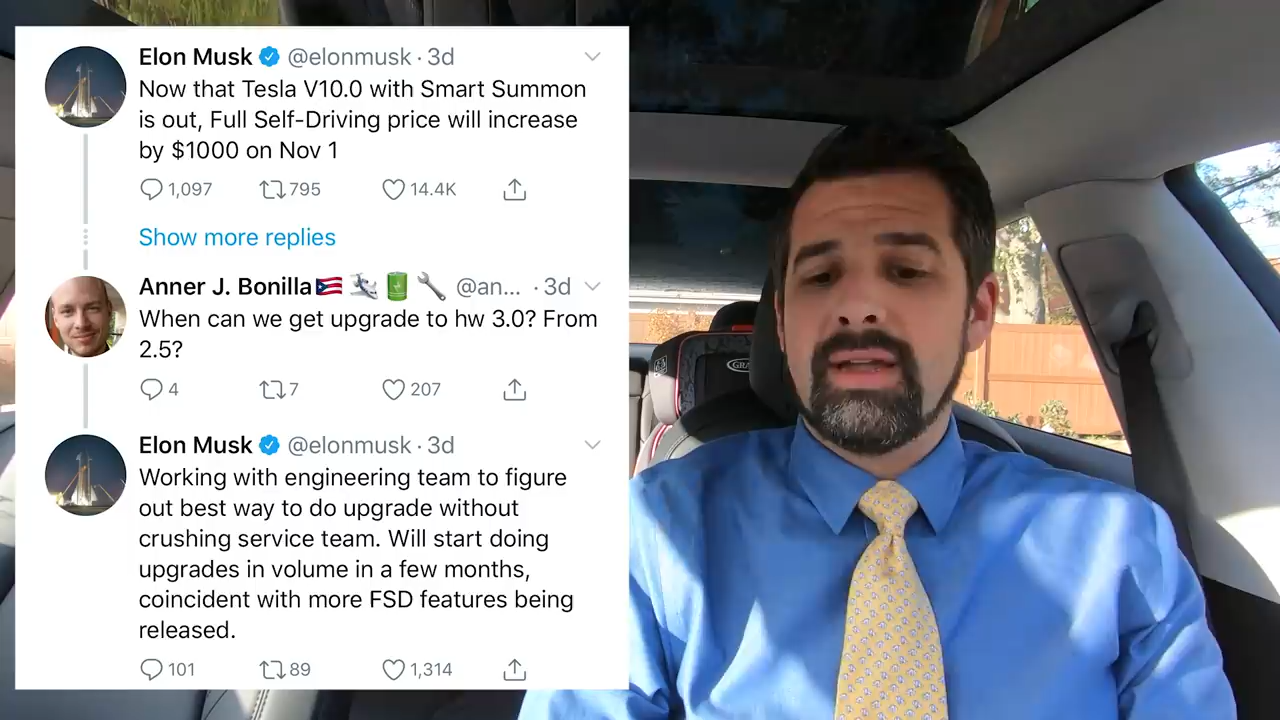 Elon Musk @elonmusk · 3d
Now that Tesla V10.0 with Smart Summon
is out, Full Self-Driving price will increase
by $1000 on Nov 1
1,097 795 14.4K
Show more replies
Anner J. Bonilla🇵🇷 @an... · 3d
When can we get upgrade to hw 3.0? From
2.5?
4 7 207
Elon Musk @elonmusk · 3d
Working with engineering team to figure
out best way to do upgrade without
crushing service team. Will start doing
upgrades in volume in a few months,
coincident with more FSD features being
released.
101 89 1,314